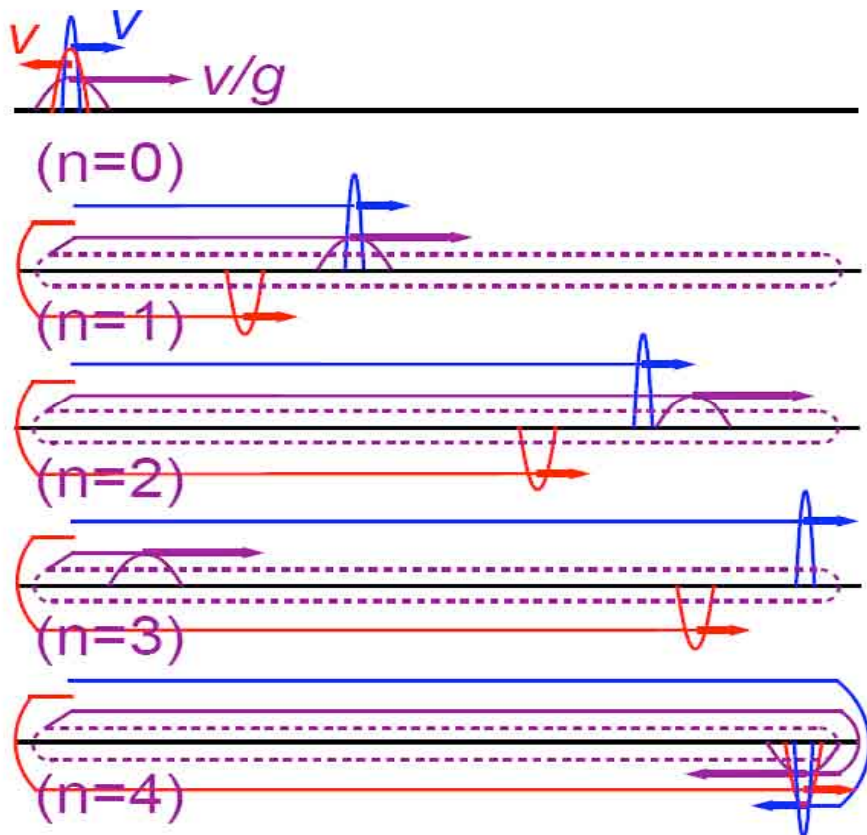 v v
v/g
(n=0)
(n=1)
(n=2)
(n=3)
(n=4)